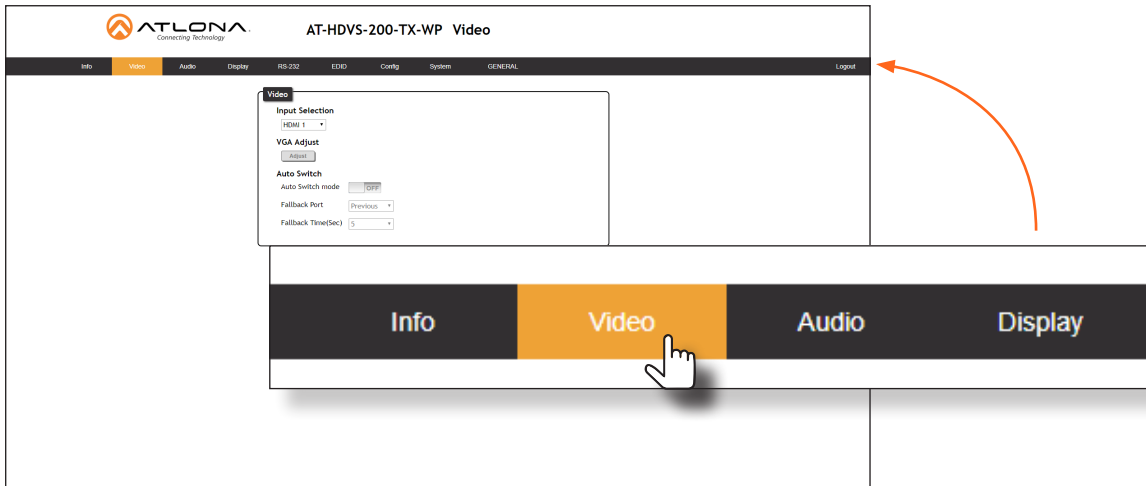 ATLONA.
Connecting Technology
AT-HDVS-200-TX-WP Video
Info Video Audio Display RS-232 EDID Config System GENERAL Logout
Video
Input Selection
HDMI 1
VGA Adjust
Adjust
Auto Switch
Auto Switch mode OFF
Fallback Port Previous
Fallback Time(Sec) 5
Info Video Audio Display